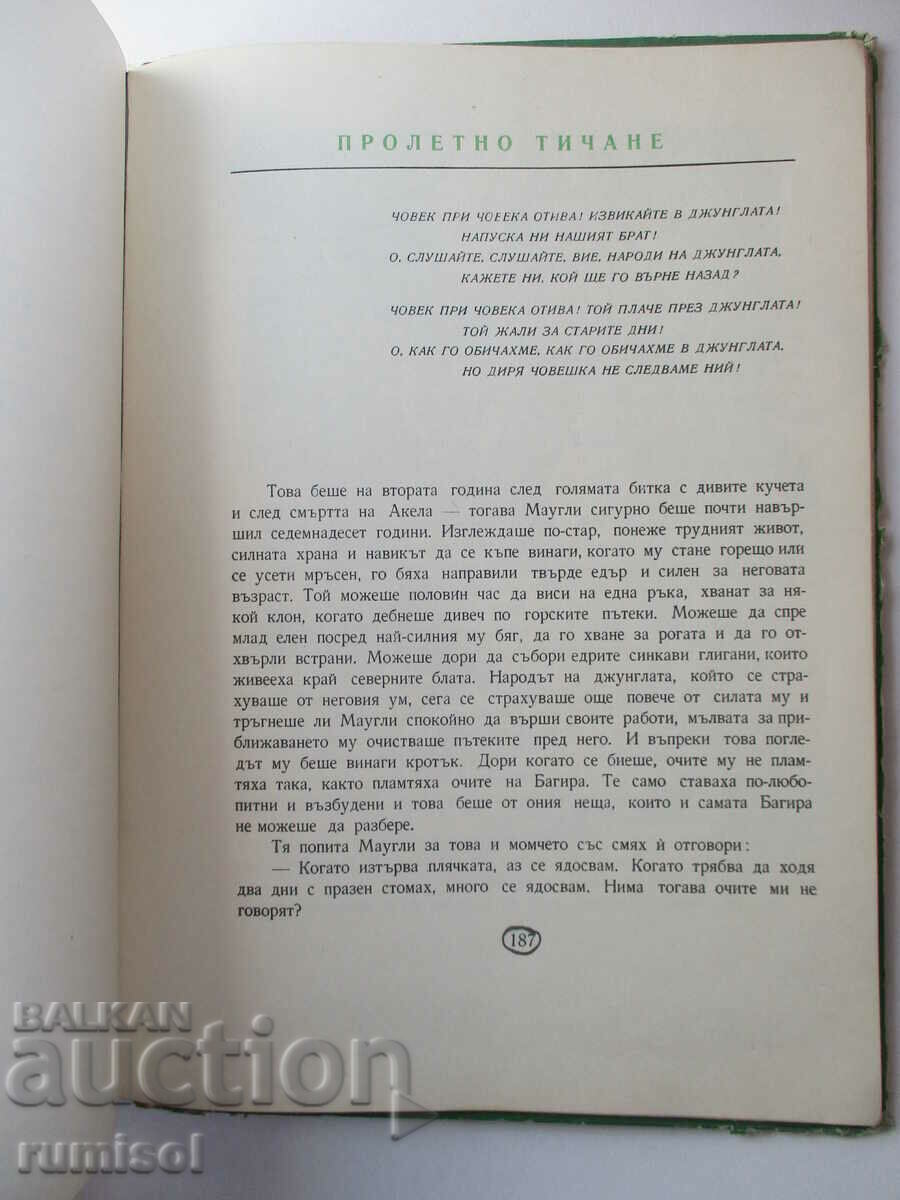 ПРОЛЕТНО ТИЧАНЕ
ЧОВЕК ПРИ ЧОВЕКА ОТИВА! ИЗВИКАЙТЕ В ДЖУНГЛАТА!
НАПУСКА НИ НАШИЯТ БРАТ!
О, СЛУШАЙТЕ, СЛУШАЙТЕ, ВИЕ, НАРОДИ НА ДЖУНГЛАТА,
КАЖЕТЕ НИ, КОЙ ЩЕ ГО ВЪРНЕ НАЗАД?
ЧОВЕК ПРИ ЧОВЕКА ОТИВА! ТОЙ ПЛАЧЕ ПРЕЗ ДЖУНГЛАТА!
ТОЙ ЖАЛИ ЗА СТАРИТЕ ДНИ!
О, КАК ГО ОБИЧАХМЕ, КАК ГО ОБИЧАХМЕ В ДЖУНГЛАТА,
НО ДИРЯ ЧОВЕШКА НЕ СЛЕДВАМЕ НИЙ!
Това беше на втората година след голямата битка с дивите кучета
и след смъртта на Акела — тогава Маугли сигурно беше почти навър-
шил седемнадесет години. Изглеждаше по-стар, понеже трудният живот,
силната храна и навикът да се къпе винаги, когато му стане горещо или
се усети мръсен, го бяха направили твърде едър и силен за неговата
възраст. Той можеше половин час да виси на една ръка, хванат за ня-
кой клон, когато дебнеше дивеч по горските пътеки. Можеше да спре
млад елен посред най-силния му бяг, да го хване за рогата и да го от-
хвърли встрани. Можеше дори да събори едрите синкави глигани, които
живееха край северните блата. Народът на джунглата, който се стра-
хуваше от неговия ум, сега се страхуваше още повече от силата му и
тръгнеше ли Маугли спокойно да върши своите работи, мълвата за при-
ближаването му очистваше пътеките пред него. И въпреки това погле-
дът му беше винаги кротък. Дори когато се биеше, очите му не плам-
тяха така, както пламтяха очите на Багира. Те само ставаха по-любо-
питни и възбудени и това беше от ония неща, които и самата Багира
не можеше да разбере.
Тя попита Маугли за това и момчето със смях ѝ отговори:
— Когато изтърва плячката, аз се ядосвам. Когато трябва да ходя
два дни с празен стомах, много се ядосвам. Нима тогава очите ми не
говорят?
187
BALKAN
auction
rumisol